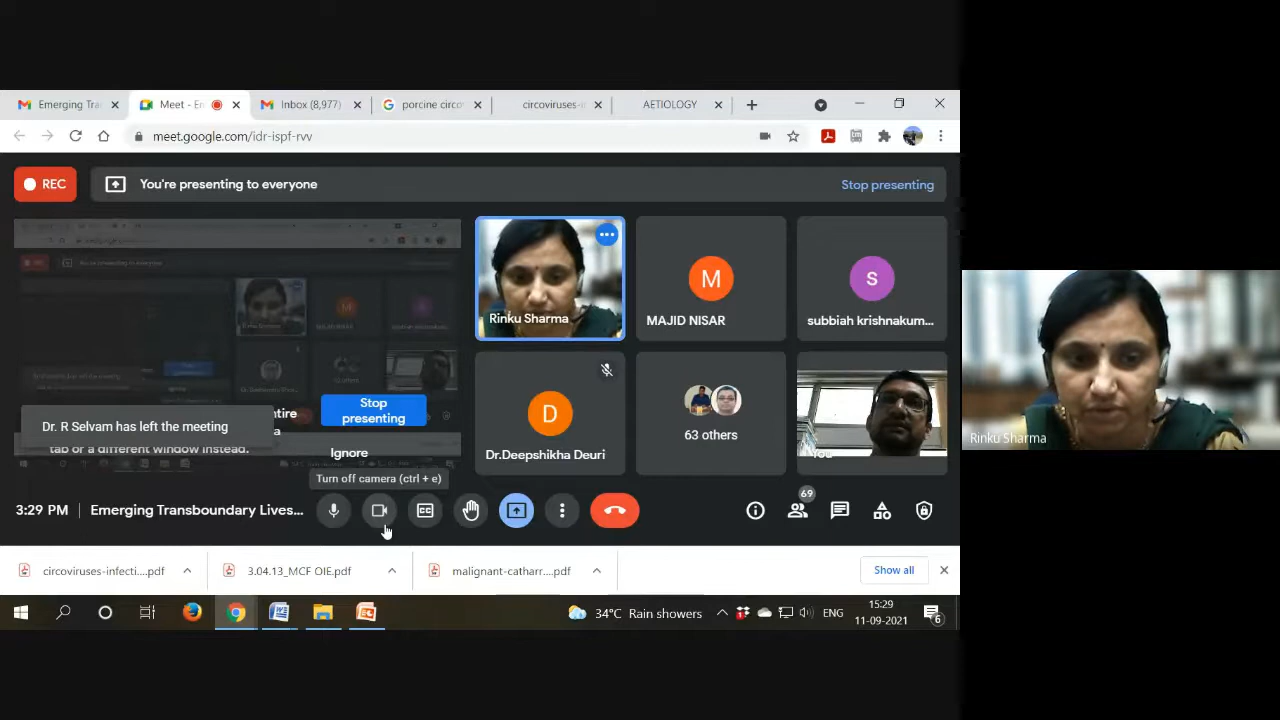 Emerging Tra
Meet - En
Inbox (8,977)
porcine circo
circoviruses-i
AETIOLOGY
meet.google.com/idr-ispf-rvv
REC
You're presenting to everyone
Stop presenting
Rinku Sharma
M
MAJID NISAR
S
subbiah krishnakum...
Dr. R Selvam has left the meeting
ntire
a
tab or a different window instead.
Stop
presenting
Ignore
D
Dr.Deepshikha Deuri
63 others
You
Turn off camera (ctrl + e)
3:29 PM
Emerging Transboundary Lives...
69
circoviruses-infecti....pdf
3.04.13_MCF OIE.pdf
malignant-catharr....pdf
Show all
34°C Rain showers
ENG
15:29
11-09-2021
6
Rinku Sharma